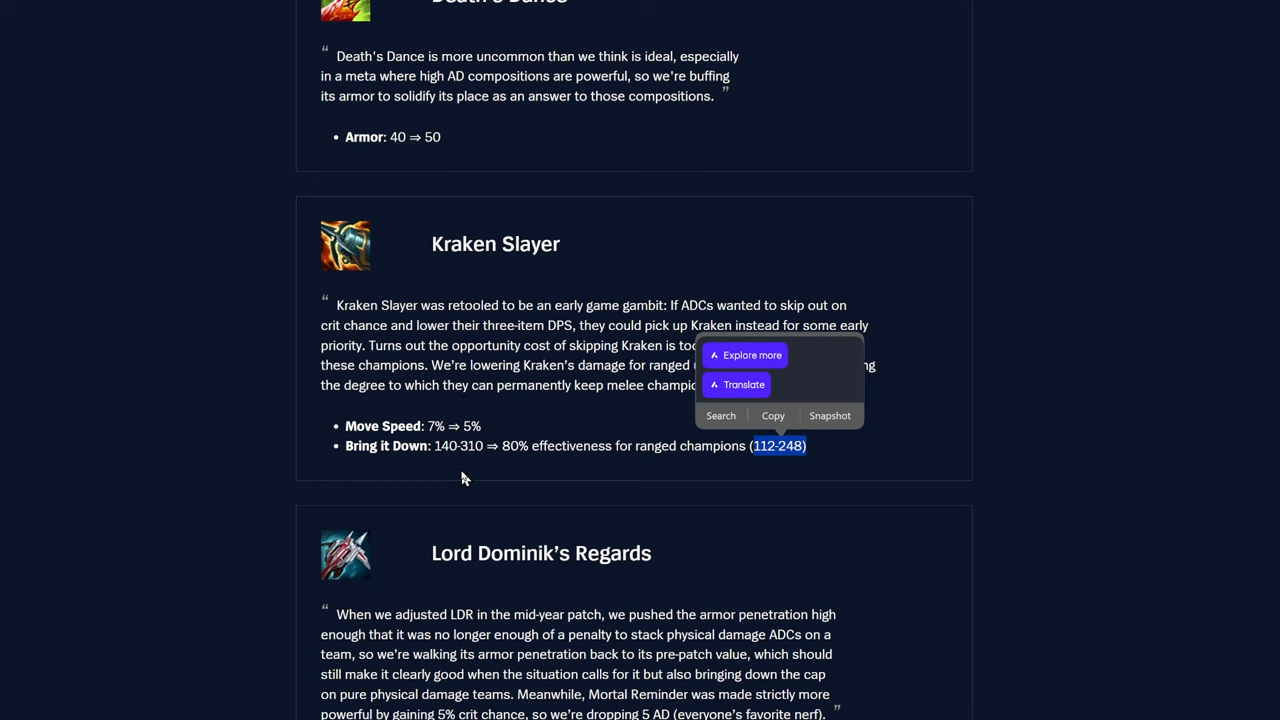 Death's Dance
“ Death's Dance is more uncommon than we think is ideal, especially
in a meta where high AD compositions are powerful, so we're buffing
its armor to solidify its place as an answer to those compositions. ”
• Armor: 40 ⇒ 50
Kraken Slayer
“ Kraken Slayer was retooled to be an early game gambit: If ADCs wanted to skip out on
crit chance and lower their three-item DPS, they could pick up Kraken instead for some early
priority. Turns out the opportunity cost of skipping Kraken is
these champions. We’re lowering Kraken’s damage for ranged
the degree to which they can permanently keep melee
Explore more
Translate
Search
Copy
Snapshot
• Move Speed: 7% ⇒ 5%
• Bring it Down: 140-310 ⇒ 80% effectiveness for ranged champions (112-248)
Lord Dominik’s Regards
“ When we adjusted LDR in the mid-year patch, we pushed the armor penetration high
enough that it was no longer enough of a penalty to stack physical damage ADCs on a
team, so we’re walking its armor penetration back to its pre-patch value, which should
still make it clearly good when the situation calls for it but also bringing down the cap
on pure physical damage teams. Meanwhile, Mortal Reminder was made strictly more
powerful by gaining 5% crit chance, so we’re dropping 5 AD (everyone’s favorite nerf). ”